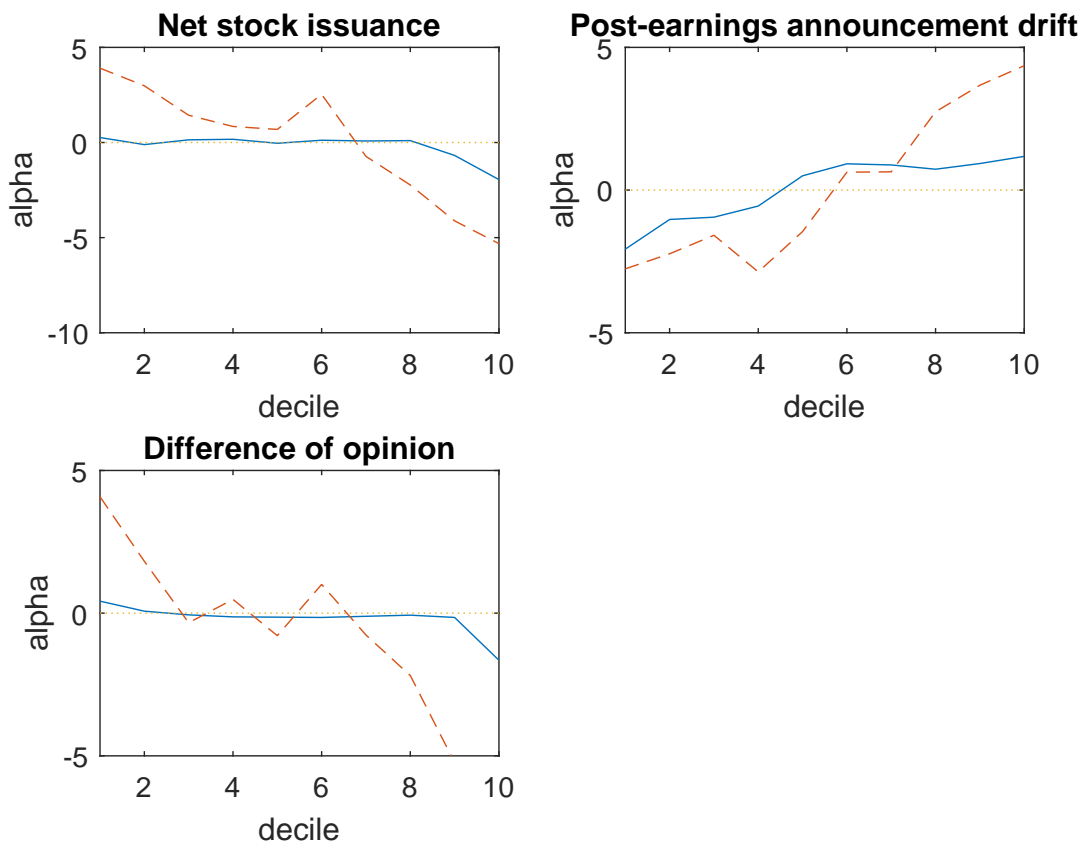 Net stock issuance
5
0
-5
-10
alpha
2 4 6 8 10
decile
Post-earnings announcement drift
5
0
-5
alpha
2 4 6 8 10
decile
Difference of opinion
5
0
-5
alpha
2 4 6 8 10
decile